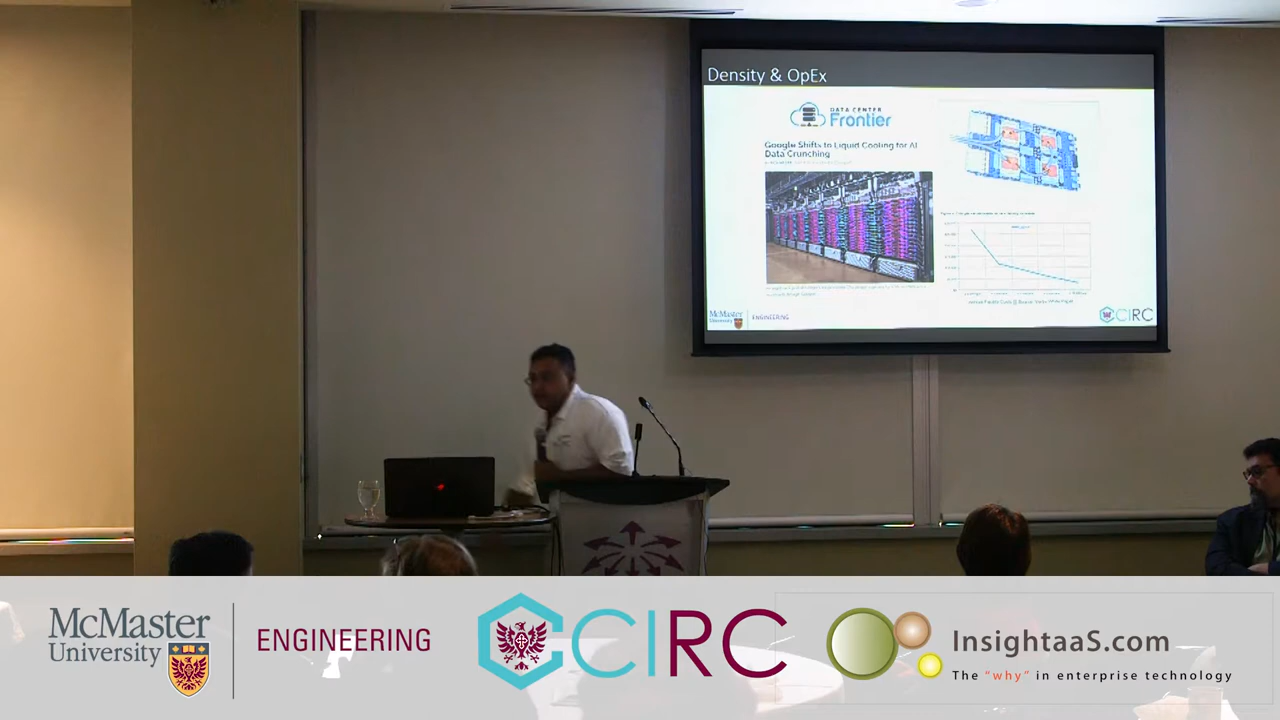 Density & OpEx
DATA CENTER
Frontier
Google Shifts to Liquid Cooling for AI
Data Crunching
McMaster
University
ENGINEERING
CIRC
McMaster
University
ENGINEERING
CIRC
InsightaaS.com
The "why" in enterprise technology